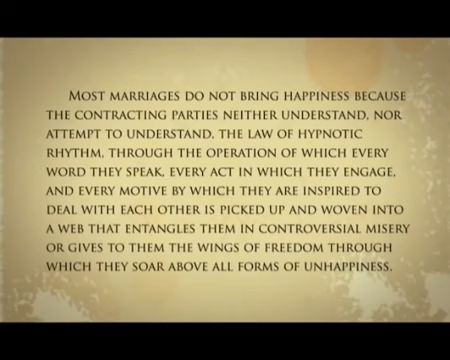 MOST MARRIAGES DO NOT BRING HAPPINESS BECAUSE
THE CONTRACTING PARTIES NEITHER UNDERSTAND, NOR
ATTEMPT TO UNDERSTAND, THE LAW OF HYPNOTIC
RHYTHM, THROUGH THE OPERATION OF WHICH EVERY
WORD THEY SPEAK, EVERY ACT IN WHICH THEY ENGAGE,
AND EVERY MOTIVE BY WHICH THEY ARE INSPIRED TO
DEAL WITH EACH OTHER IS PICKED UP AND WOVEN INTO
A WEB THAT ENTANGLES THEM IN CONTROVERSIAL MISERY
OR GIVES TO THEM THE WINGS OF FREEDOM THROUGH
WHICH THEY SOAR ABOVE ALL FORMS OF UNHAPPINESS.